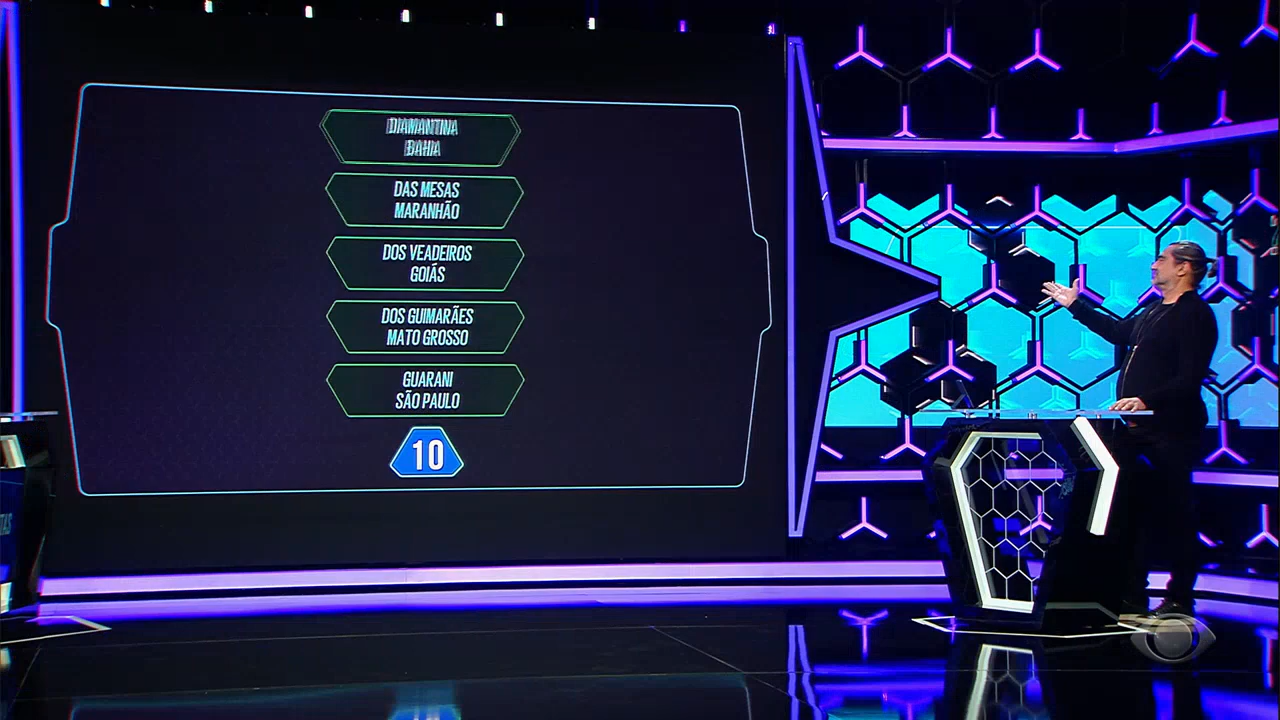 DIAMANTINA
BAHIA
DAS MESAS
MARANHÃO
DOS VEADEIROS
GOIÁS
DOS GUIMARÃES
MATO GROSSO
GUARANI
SÃO PAULO
10